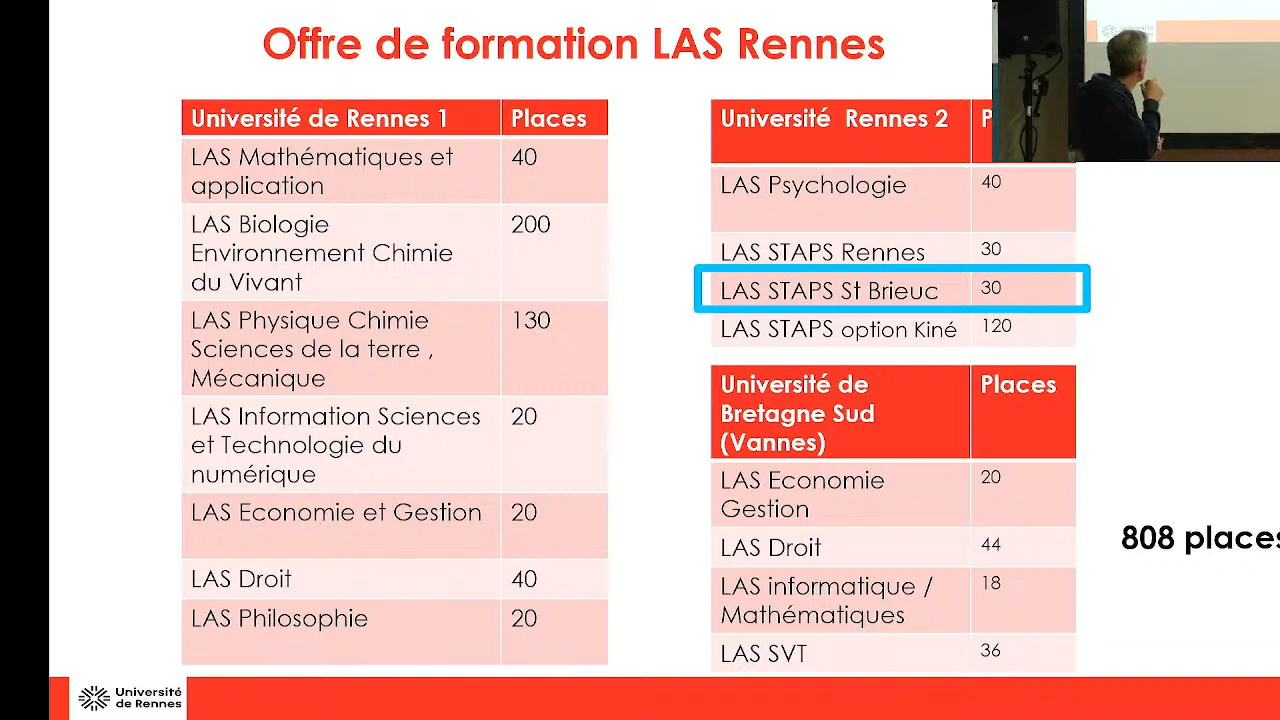 Offre de formation LAS Rennes
Université de Rennes 1 Places
LAS Mathématiques et 40
application
LAS Biologie 200
Environnement Chimie
du Vivant
LAS Physique Chimie 130
Sciences de la terre ,
Mécanique
LAS Information Sciences 20
et Technologie du
numérique
LAS Economie et Gestion 20
LAS Droit 40
LAS Philosophie 20
Université Rennes 2
LAS Psychologie 40
LAS STAPS Rennes 30
LAS STAPS St Brieuc 30
LAS STAPS option Kiné 120
Université de Places
Bretagne Sud
(Vannes)
LAS Economie 20
Gestion
LAS Droit 44
LAS informatique / 18
Mathématiques
LAS SVT 36
808 places
Université
de Rennes